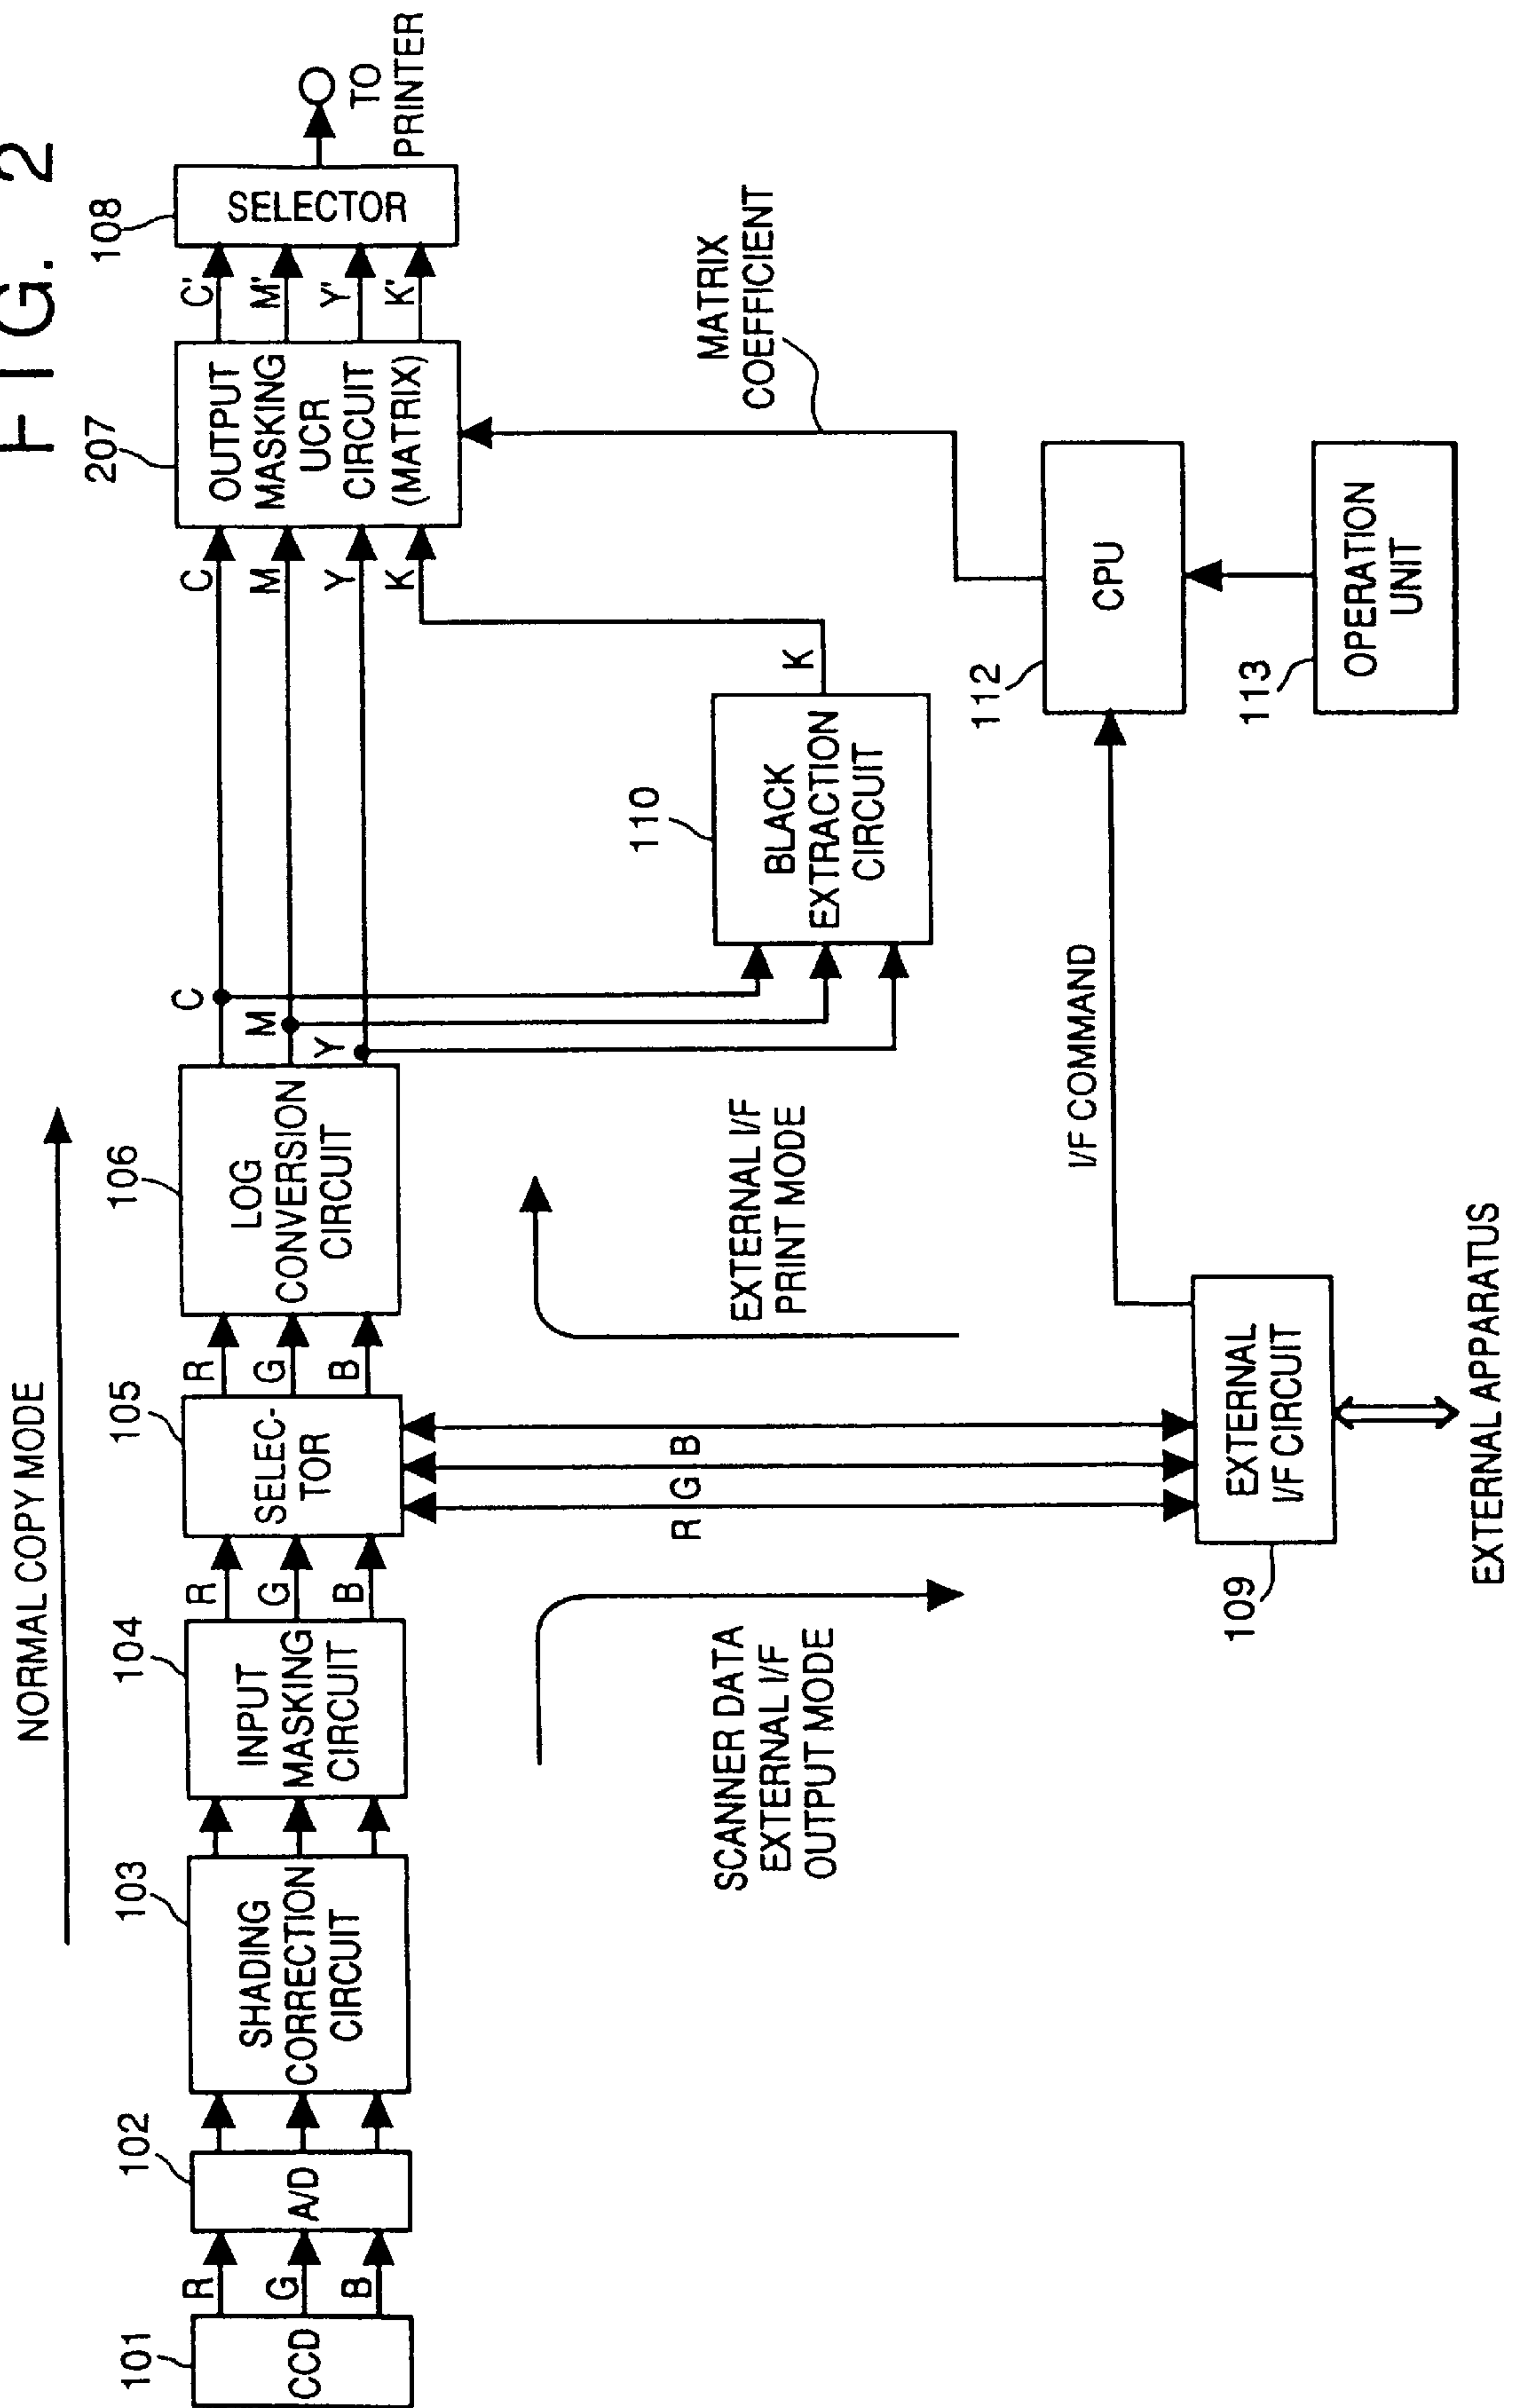 FIG. 2
NORMAL COPY MODE
101
CCD
R
G
B
102
A/D
103
SHADING
CORRECTION
CIRCUIT
104
INPUT
MASKING
CIRCUIT
R
G
B
105
SELEC-
TOR
R
G
B
106
LOG
CONVERSION
CIRCUIT
C
M
Y
C
M
Y
K
207
OUTPUT
MASKING
UCR
CIRCUIT
(MATRIX)
C'
M'
Y'
K'
108
SELECTOR
TO
PRINTER
110
BLACK
EXTRACTION
CIRCUIT
K
MATRIX
COEFFICIENT
SCANNER DATA
EXTERNAL I/F
OUTPUT MODE
R
G
B
EXTERNAL I/F
PRINT MODE
109
EXTERNAL
I/F CIRCUIT
EXTERNAL APPARATUS
I/F COMMAND
112
CPU
113
OPERATION
UNIT